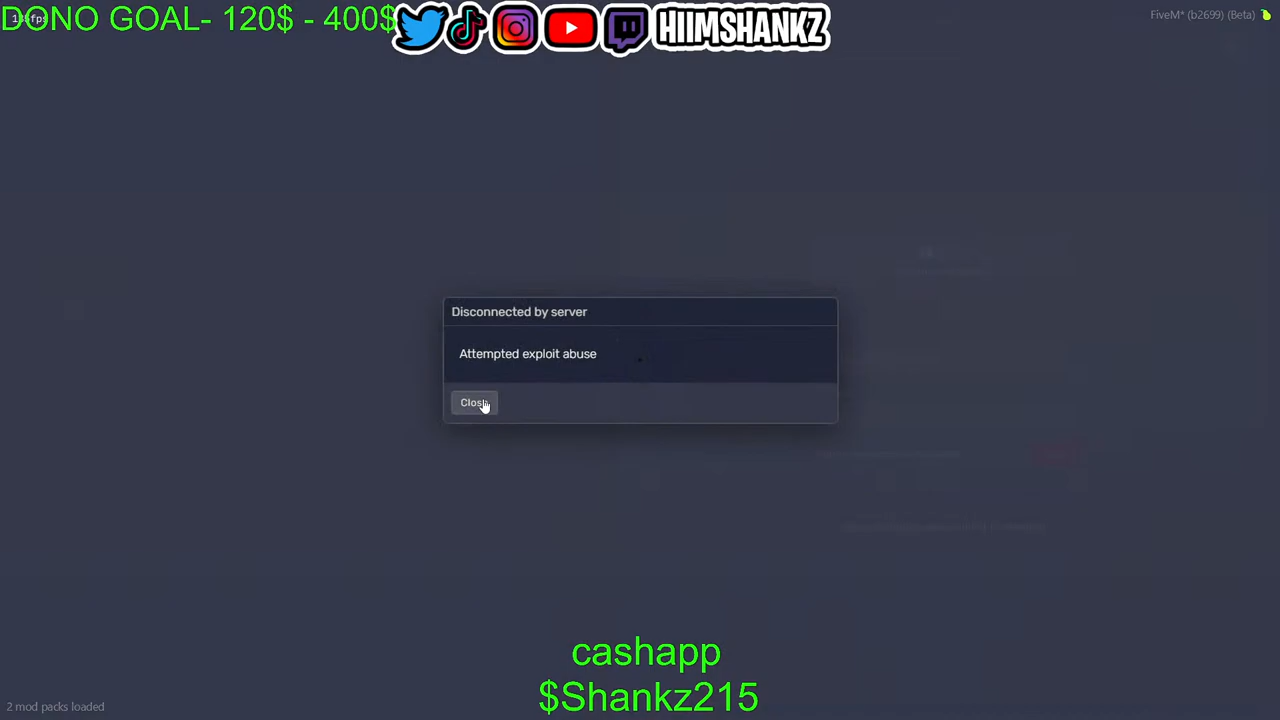 DONO GOAL- 120$ - 400$
HIIMSHANKZ
FiveM* (b2699) (Beta)
Disconnected by server
Attempted exploit abuse
Close
2 mod packs loaded
cashapp
$Shankz215